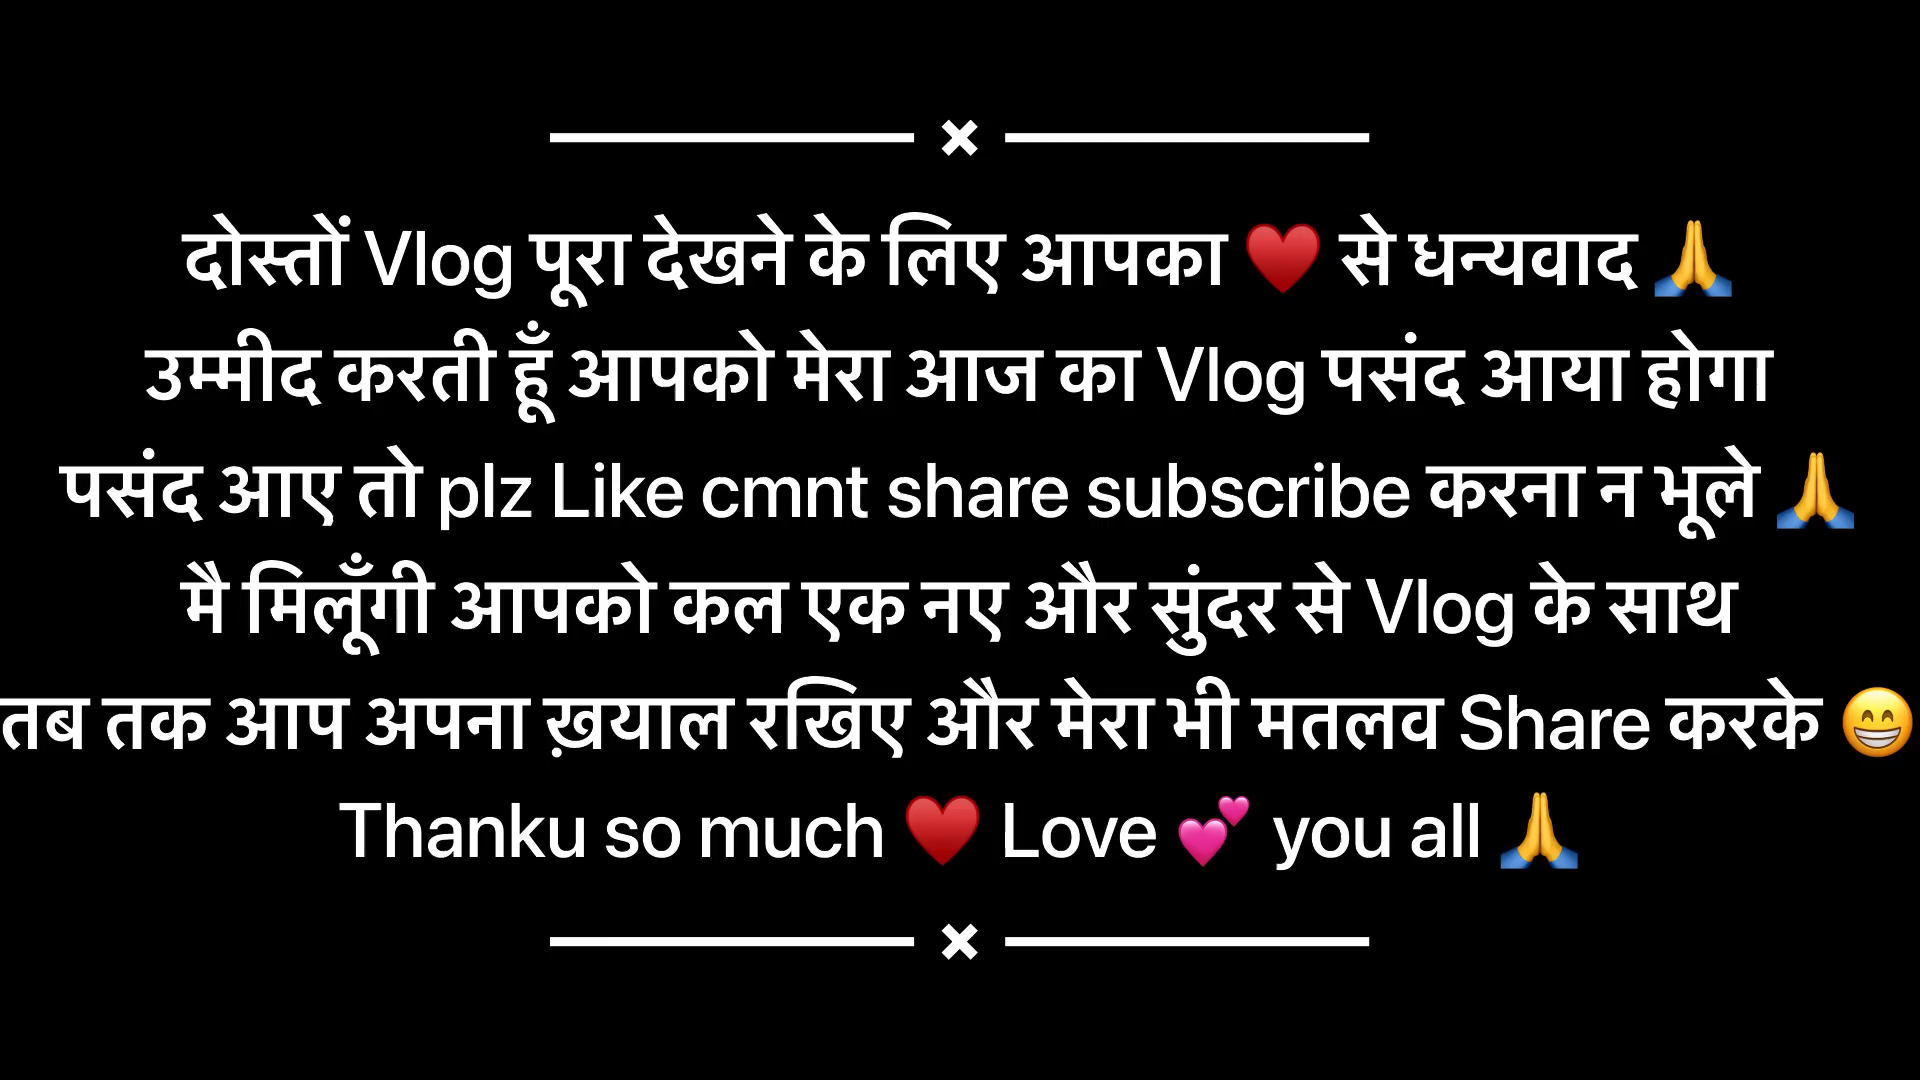 दोस्तों Vlog पूरा देखने के लिए आपका ♥️ से धन्यवाद 🙏
उम्मीद करती हूँ आपको मेरा आज का Vlog पसंद आया होगा
पसंद आए तो plz Like cmnt share subscribe करना न भूले 🙏
मै मिलूँगी आपको कल एक नए और सुंदर से Vlog के साथ
तब तक आप अपना ख़याल रखिए और मेरा भी मतलव Share करके 😁
Thanku so much ♥️ Love 💕 you all 🙏